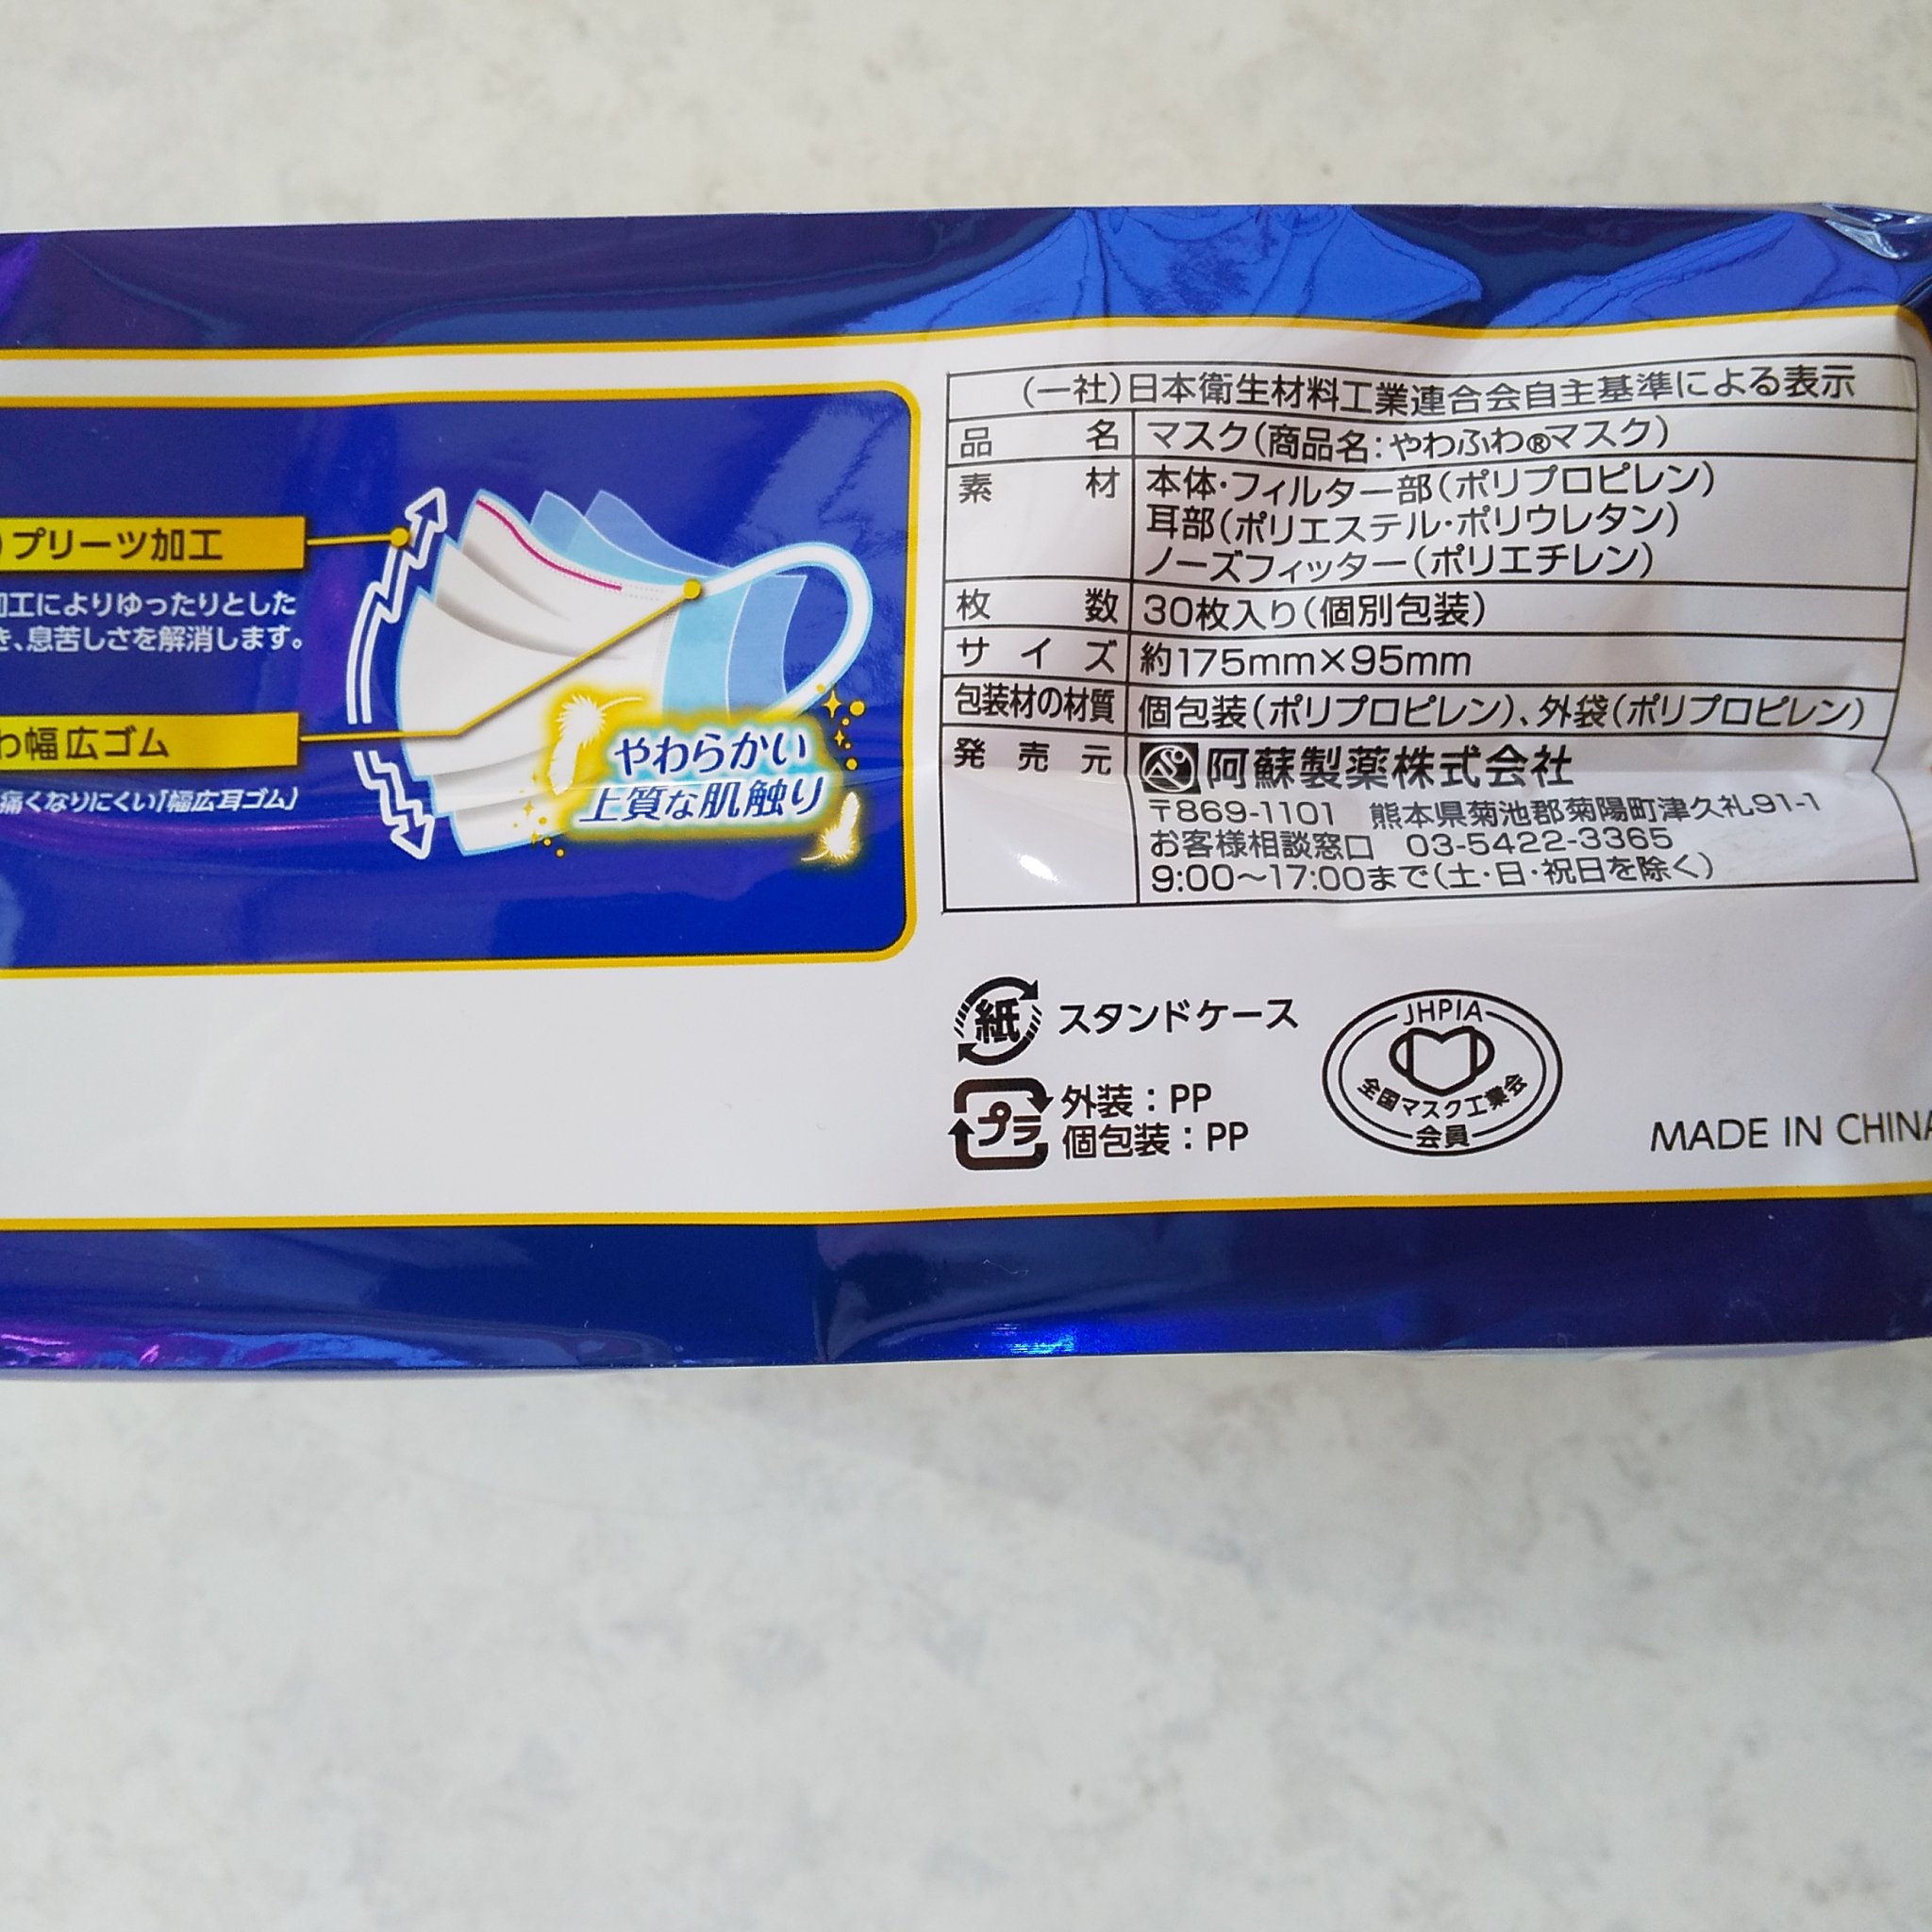 プリーツ加工
工によりゆったりとした
き、息苦しさを解消します。
わ幅広ゴム
痛くなりにくい「幅広耳ゴム」
やわらかい
上質な肌触り
(一社)日本衛生材料工業連合会自主基準による表示
品名 マスク(商品名:やわふわ®マスク)
素材 本体・フィルター部(ポリプロピレン)
耳部(ポリエステル・ポリウレタン)
ノーズフィッター(ポリエチレン)
枚数 30枚入り(個別包装)
サイズ 約175mm×95mm
包装材の材質 個包装(ポリプロピレン)、外袋(ポリプロピレン)
発売元 阿蘇製薬株式会社
〒869-1101 熊本県菊池郡菊陽町津久礼91-1
お客様相談窓口 03-5422-3365
9:00〜17:00まで(土・日・祝日を除く)
紙 スタンドケース
プラ 外装:PP
個包装:PP
JHPIA
全国マスク工業会
会員
MADE IN CHINA